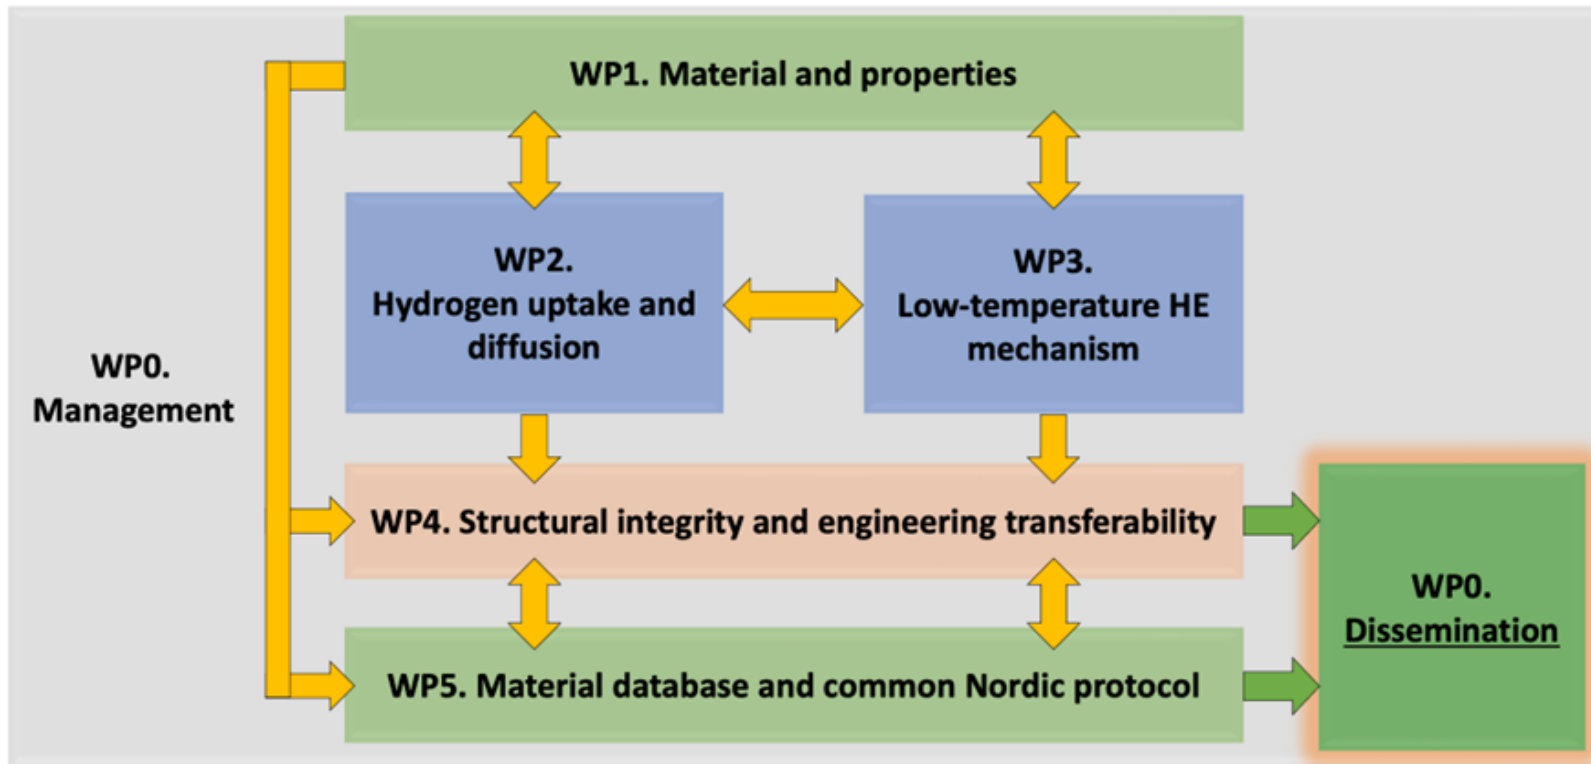 WP1. Material and properties
WP2.
Hydrogen uptake and
diffusion
WP3.
Low-temperature HE
mechanism
WP0.
Management
WP4. Structural integrity and engineering transferability
WP5. Material database and common Nordic protocol
WP0.
Dissemination